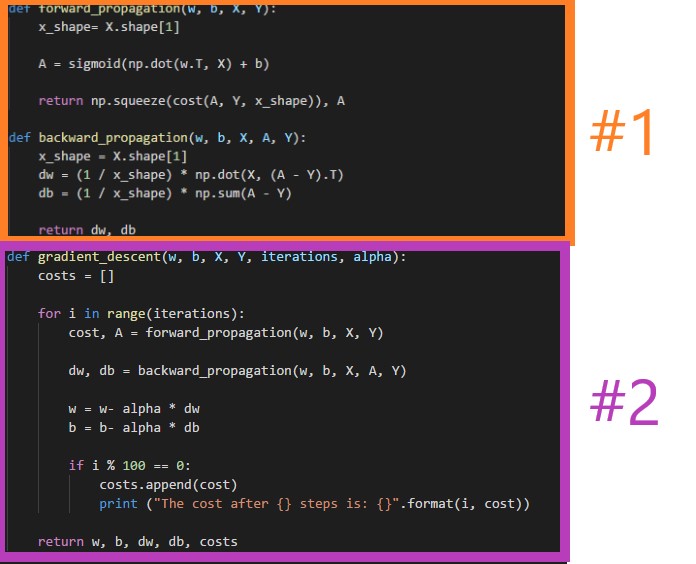 def forward_propagation(w, b, X, Y):
    x_shape= X.shape[1]

    A = sigmoid(np.dot(w.T, X) + b)

    return np.squeeze(cost(A, Y, x_shape)), A

def backward_propagation(w, b, X, A, Y):
    x_shape = X.shape[1]
    dw = (1 / x_shape) * np.dot(X, (A - Y).T)
    db = (1 / x_shape) * np.sum(A - Y)

    return dw, db
#1
def gradient_descent(w, b, X, Y, iterations, alpha):
    costs = []

    for i in range(iterations):
        cost, A = forward_propagation(w, b, X, Y)

        dw, db = backward_propagation(w, b, X, A, Y)

        w = w- alpha * dw
        b = b- alpha * db

        if i % 100 == 0:
            costs.append(cost)
            print ("The cost after {} steps is: {}".format(i, cost))

    return w, b, dw, db, costs
#2